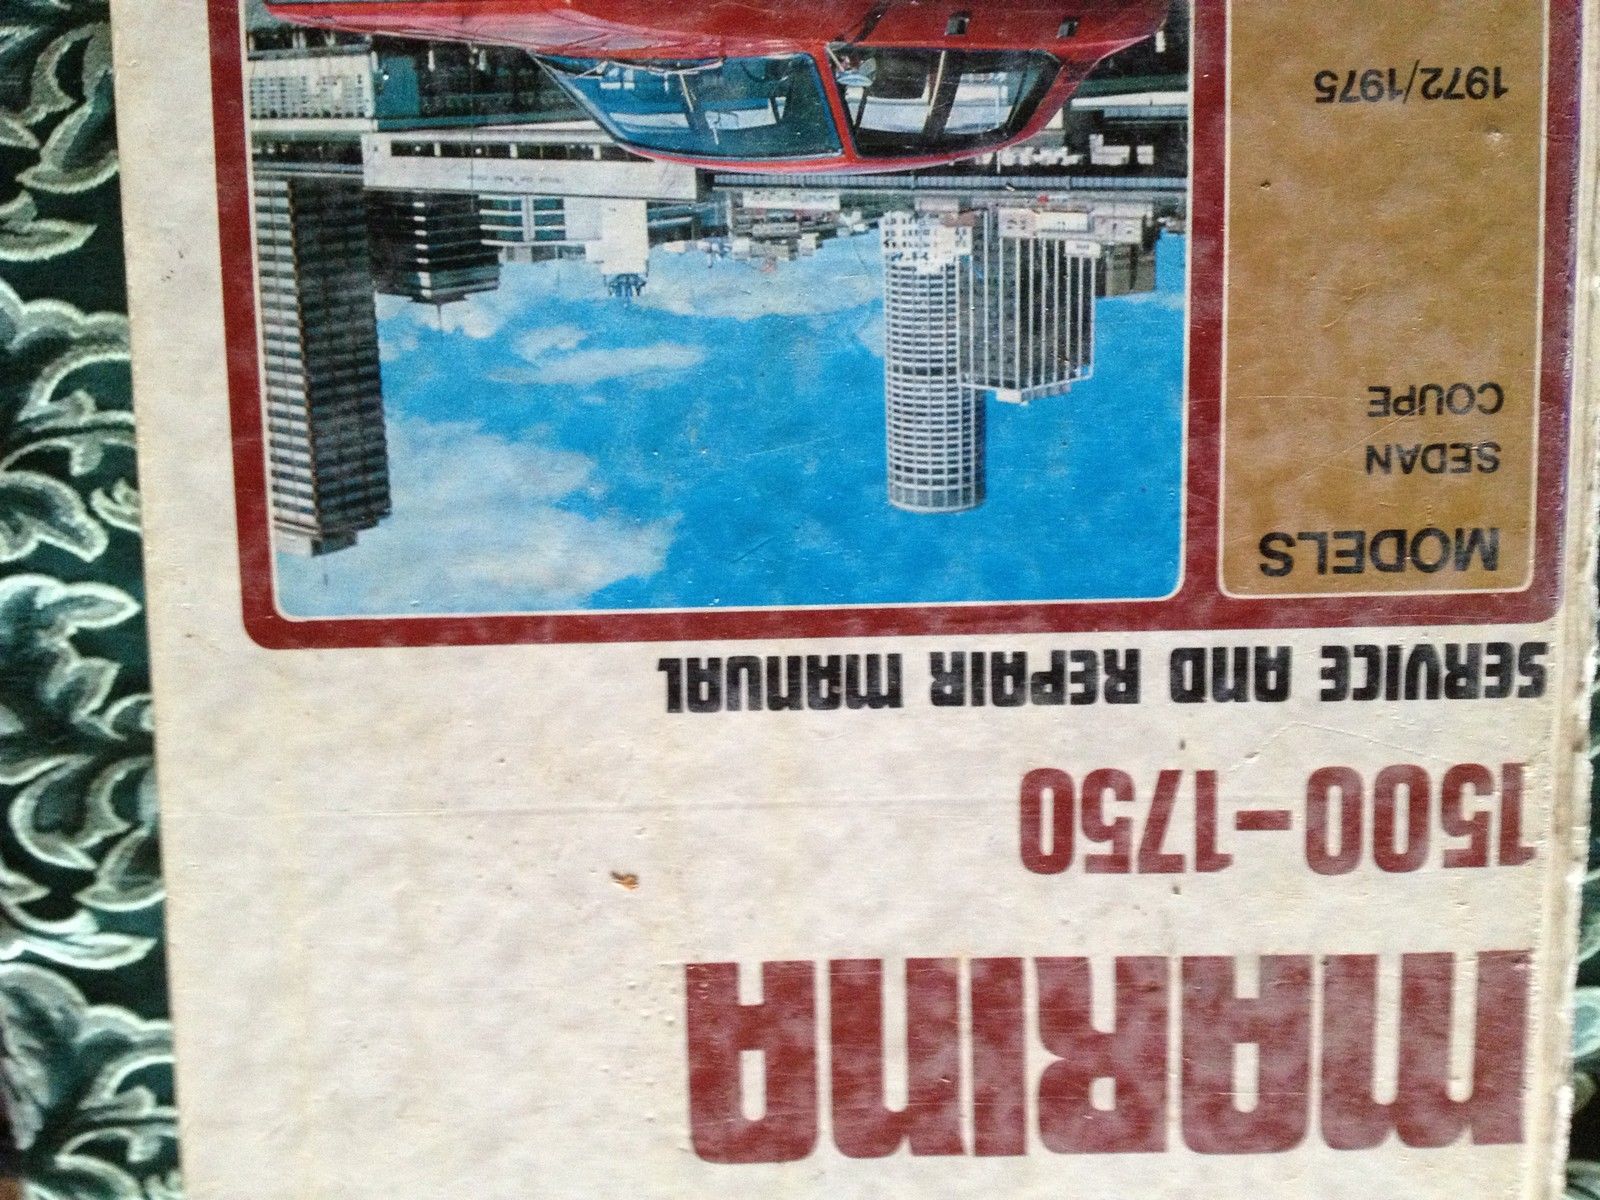 MARINA
1500-1750
SERVICE AND REPAIR MANUAL
MODELS
SEDAN
COUPE
1972/1975